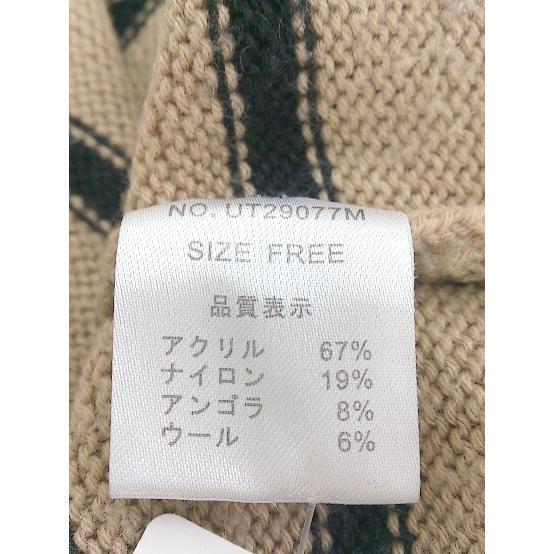 NO. UT29077M
SIZE FREE
品質表示
アクリル 67%
ナイロン 19%
アンゴラ 8%
ウール 6%